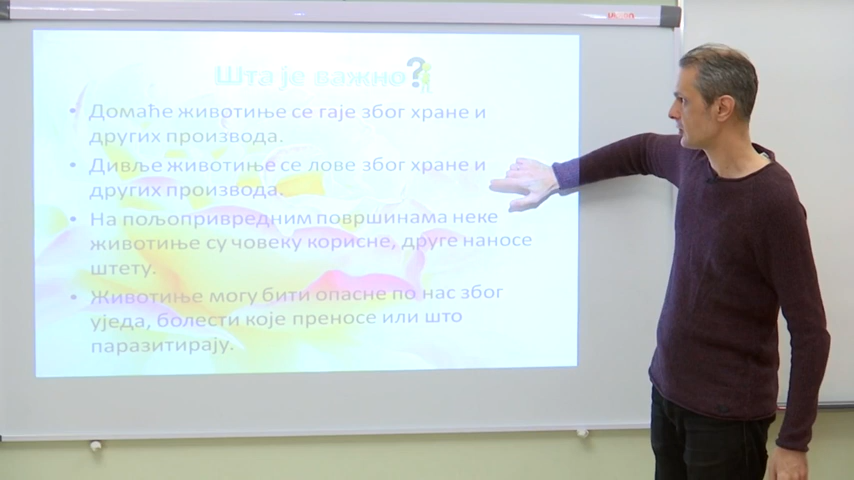 Шта је важно?
• Домаће животиње се гаје због хране и
других производа.
• Дивље животиње се лове због хране и
других производа.
• На пољопривредним површинама неке
животиње су човеку корисне, друге наносе
штету.
• Животиње могу бити опасне по нас због
уједа, болести које преносе или што
паразитирају.